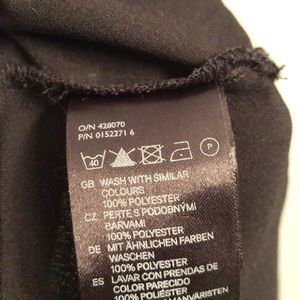 O/N 428070
P/N 0152271 6
40 P
GB WASH WITH SIMILAR
COLOURS
100% POLYESTER
CZ PERTE S PODOBNÝMI
BARVAMI
100% POLYESTER
DE MIT ÄHNLICHEN FARBEN
WASCHEN
100% POLYESTER
ES LAVAR CON PRENDAS DE
COLOR PARECIDO
100% POLIÉSTER